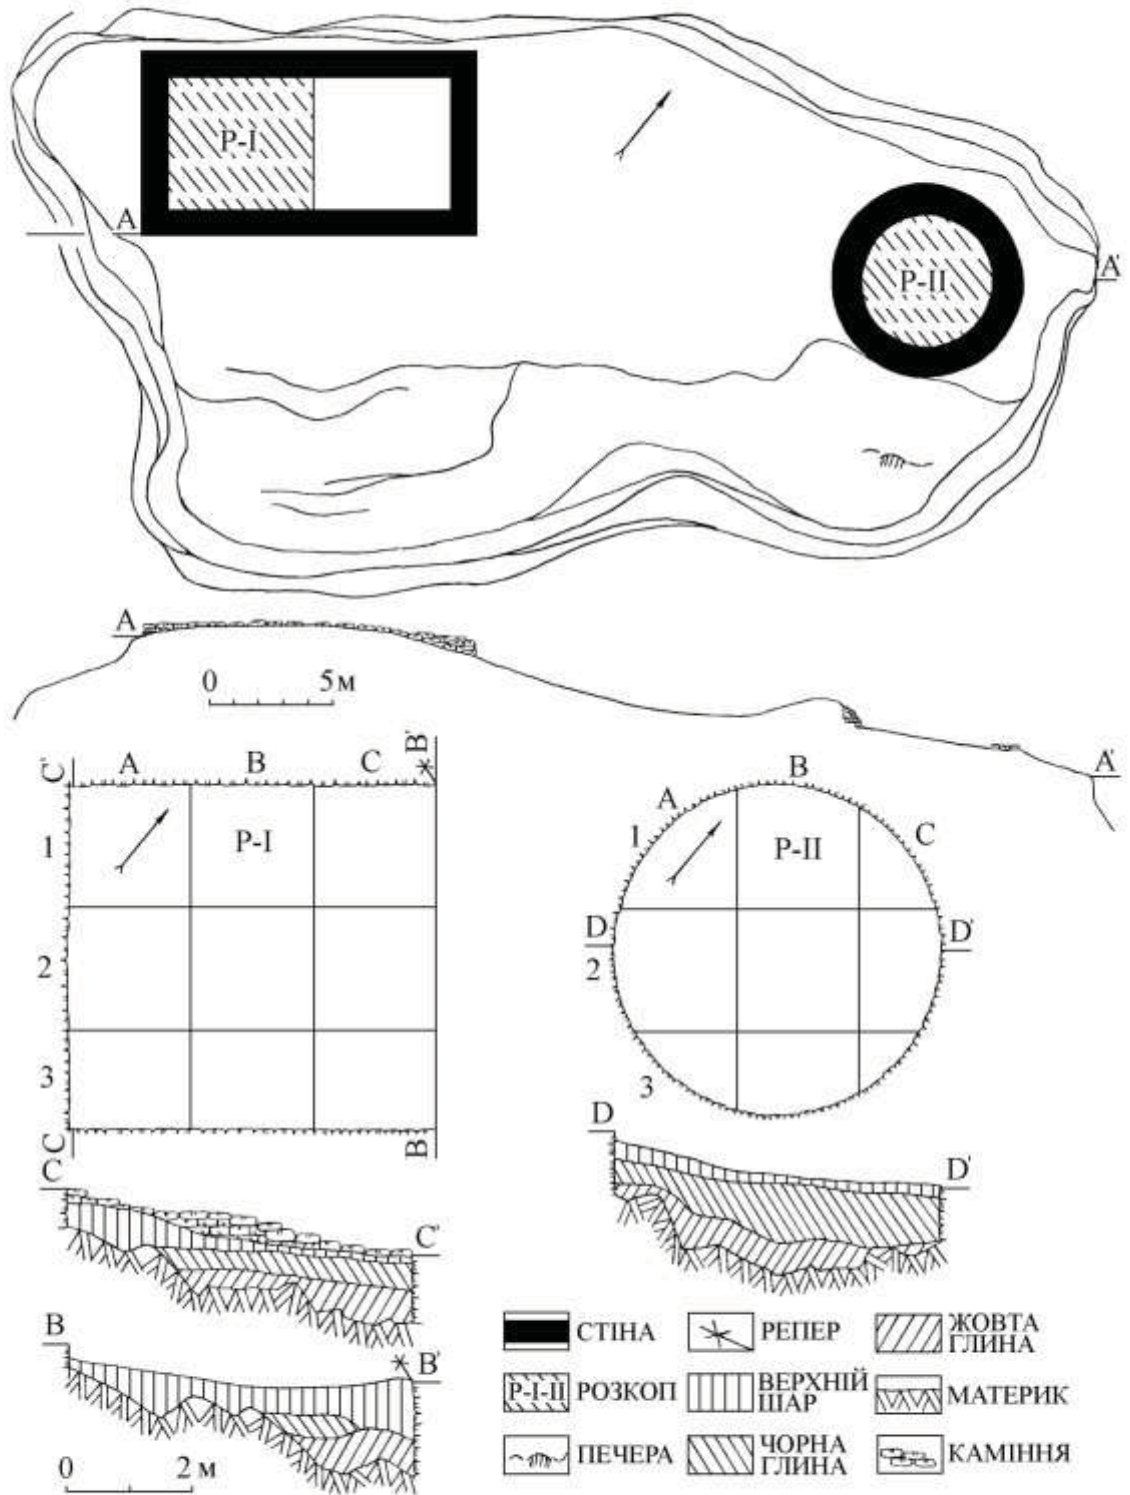 P-I
A
P-II
A'
A
0 5м
A'
C' A B C B'
1 P-I
2
3
C B
B
A
1 P-II C
D D'
2
3
D
D'
C
C'
B
B'
0 2 м
СТІНА
РЕПЕР
ЖОВТА
ГЛИНА
P-I-II РОЗКОП
ВЕРХНІЙ
ШАР
МАТЕРИК
ПЕЧЕРА
ЧОРНА
ГЛИНА
КАМІННЯ